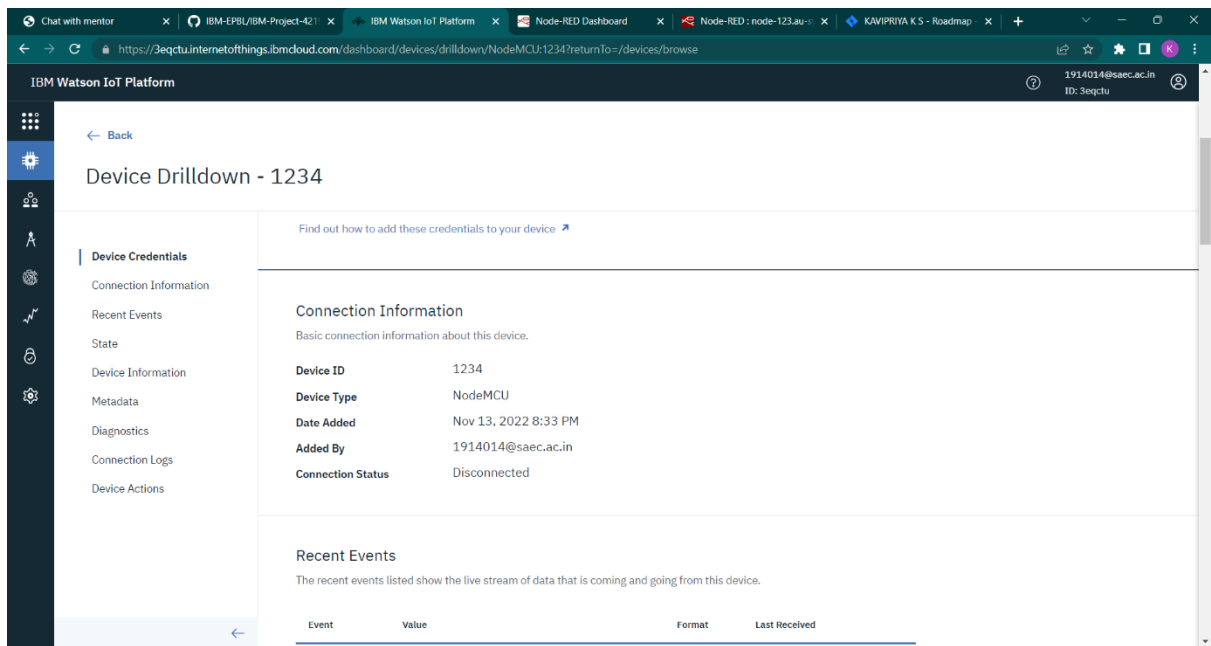 Chat with mentor
IBM-EPBL/IBM-Project-421
IBM Watson IoT Platform
Node-RED Dashboard
Node-RED : node-123.au-s
KAVIPRIYA K S - Roadmap -
https://3eqctu.internetofthings.ibmcloud.com/dashboard/devices/drilldown/NodeMCU:1234?returnTo=/devices/browse
K
IBM Watson IoT Platform
1914014@saec.ac.in
ID: 3eqctu
Back
Device Drilldown - 1234
Find out how to add these credentials to your device
Device Credentials
Connection Information
Recent Events
State
Device Information
Metadata
Diagnostics
Connection Logs
Device Actions
Connection Information
Basic connection information about this device.
Device ID 1234
Device Type NodeMCU
Date Added Nov 13, 2022 8:33 PM
Added By 1914014@saec.ac.in
Connection Status Disconnected
Recent Events
The recent events listed show the live stream of data that is coming and going from this device.
Event Value Format Last Received